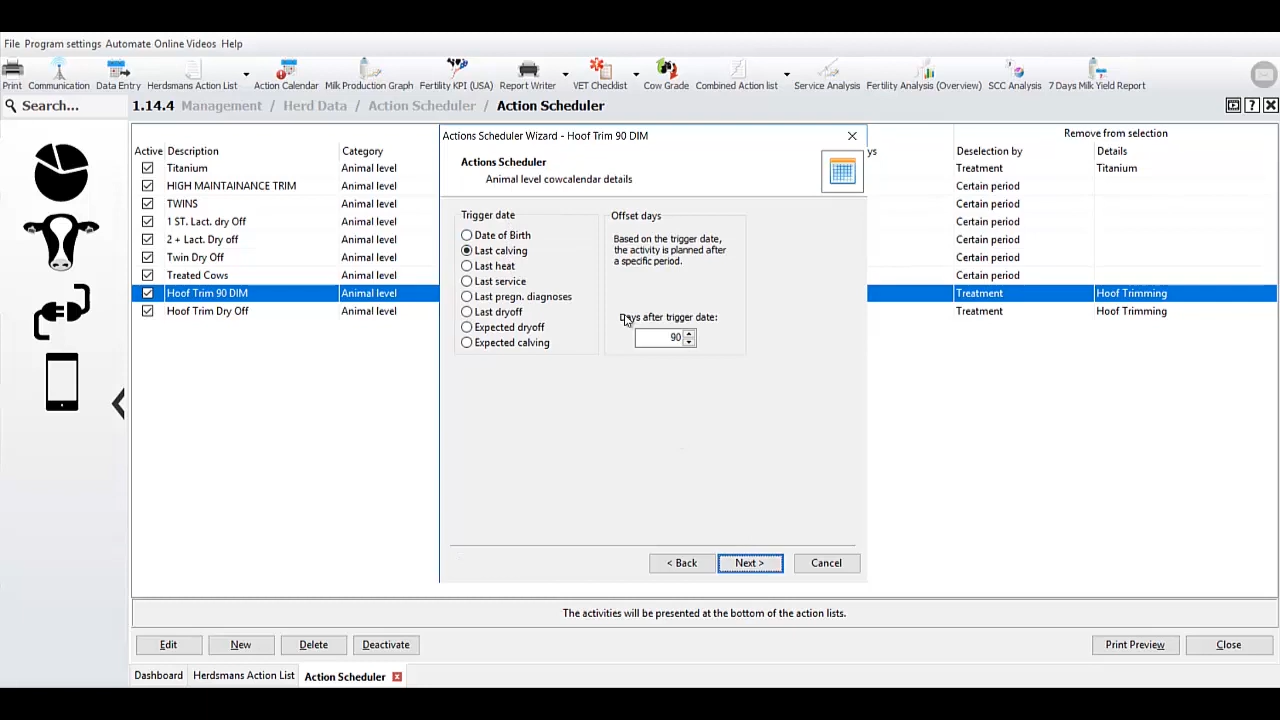 File Program settings Automate Online Videos Help
Print Communication Data Entry Herdsmans Action List Action Calendar Milk Production Graph Fertility KPI (USA) Report Writer VET Checklist Cow Grade Combined Action list Service Analysis Fertility Analysis (Overview) SCC Analysis 7 Days Milk Yield Report
Search... 1.14.4 Management / Herd Data / Action Scheduler / Action Scheduler
Remove from selection
Active Description Category ys Deselection by Details
Titanium Animal level Treatment Titanium
HIGH MAINTAINANCE TRIM Animal level Certain period
TWINS Animal level Certain period
1 ST. Lact. dry Off Animal level Certain period
2 + Lact. Dry off Animal level Certain period
Twin Dry Off Animal level Certain period
Treated Cows Animal level Certain period
Hoof Trim 90 DIM Animal level Treatment Hoof Trimming
Hoof Trim Dry Off Animal level Treatment Hoof Trimming
Actions Scheduler Wizard - Hoof Trim 90 DIM
Actions Scheduler
Animal level cowcalendar details
Trigger date
Date of Birth
Last calving
Last heat
Last service
Last pregn. diagnoses
Last dryoff
Expected dryoff
Expected calving
Offset days
Based on the trigger date,
the activity is planned after
a specific period.
Days after trigger date:
90
< Back Next > Cancel
The activities will be presented at the bottom of the action lists.
Edit New Delete Deactivate Print Preview Close
Dashboard Herdsmans Action List Action Scheduler